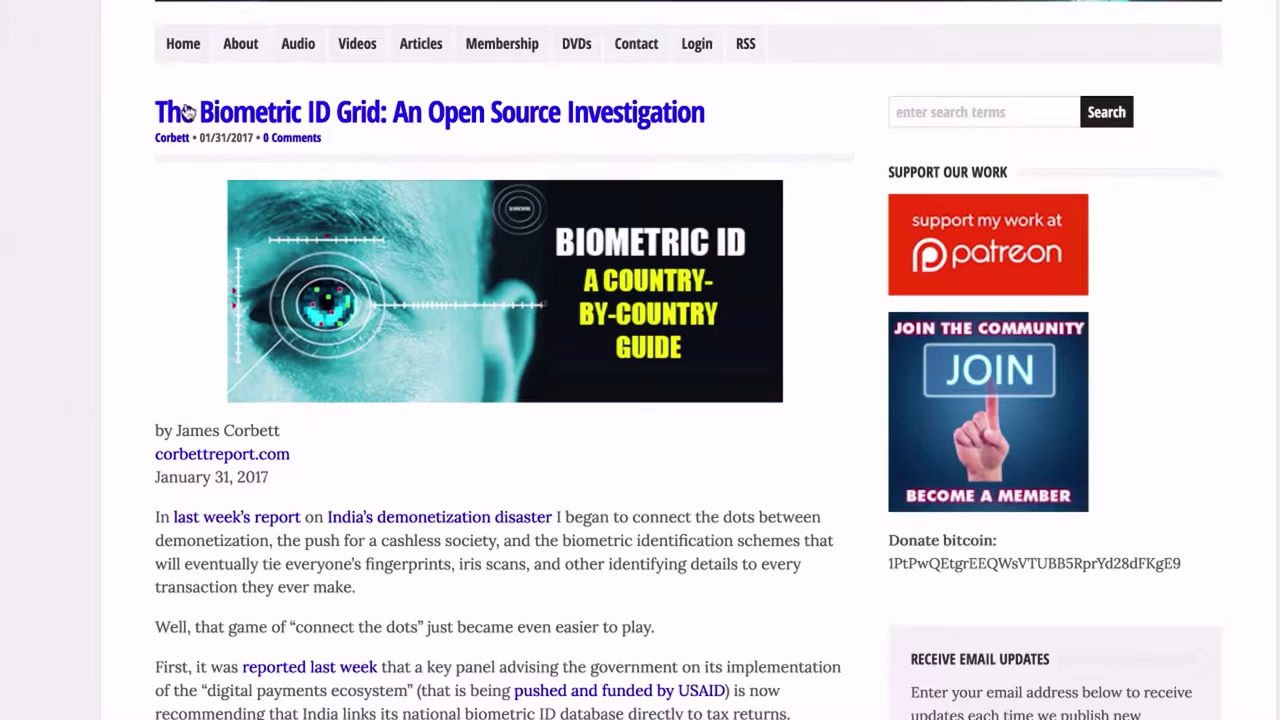 Home About Audio Videos Articles Membership DVDs Contact Login RSS
The Biometric ID Grid: An Open Source Investigation
Corbett • 01/31/2017 • 0 Comments
BIOMETRIC ID
A COUNTRY-
BY-COUNTRY
GUIDE
by James Corbett
corbettreport.com
January 31, 2017
In last week’s report on India’s demonetization disaster I began to connect the dots between
demonetization, the push for a cashless society, and the biometric identification schemes that
will eventually tie everyone’s fingerprints, iris scans, and other identifying details to every
transaction they ever make.
Well, that game of “connect the dots” just became even easier to play.
First, it was reported last week that a key panel advising the government on its implementation
of the “digital payments ecosystem” (that is being pushed and funded by USAID) is now
recommending that India links its national biometric ID database directly to tax returns.
enter search terms Search
SUPPORT OUR WORK
support my work at
patreon
JOIN THE COMMUNITY
JOIN
BECOME A MEMBER
Donate bitcoin:
1PtPwQEtgrEEQWsVTUBB5RprYd28dFKgE9
RECEIVE EMAIL UPDATES
Enter your email address below to receive
updates each time we publish new